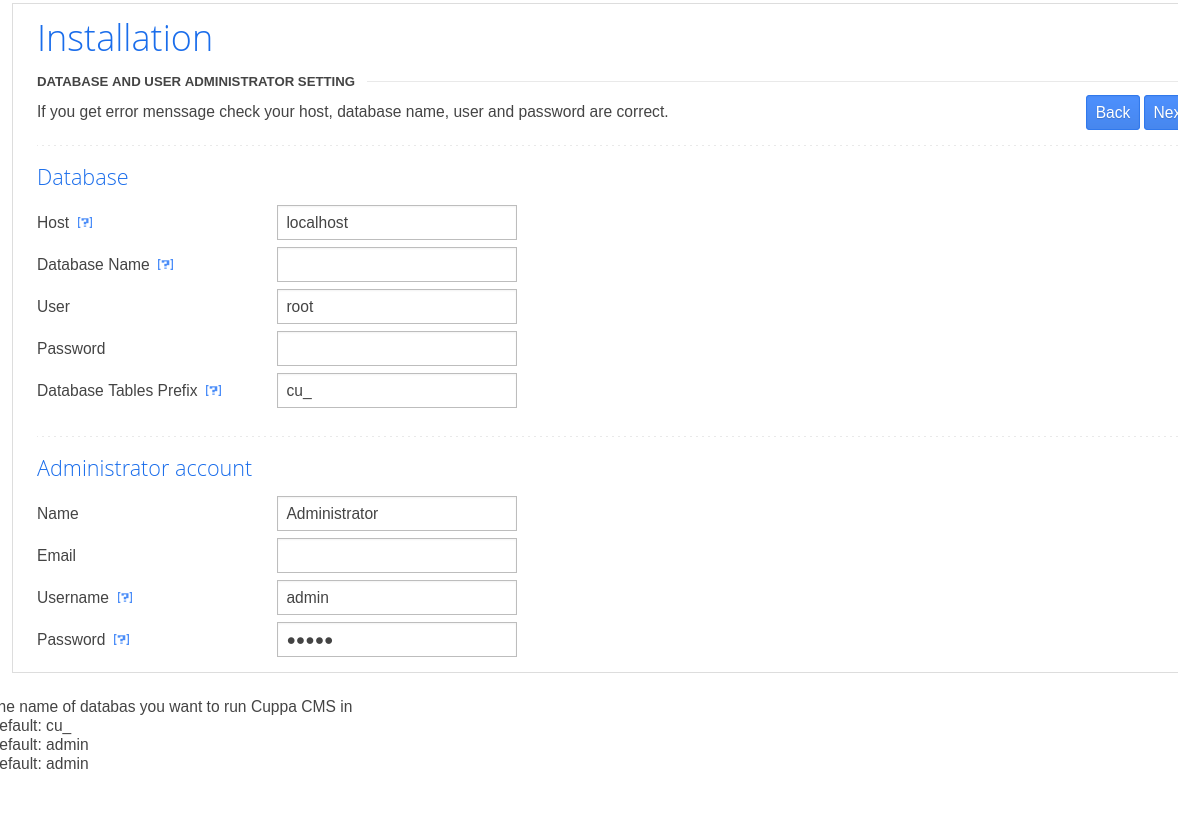 Installation
DATABASE AND USER ADMINISTRATOR SETTING
If you get error menssage check your host, database name, user and password are correct.
Back Nex
Database
Host [?] localhost
Database Name [?]
User root
Password
Database Tables Prefix [?] cu_
Administrator account
Name Administrator
Email
Username [?] admin
Password [?] ●●●●●
he name of databas you want to run Cuppa CMS in
efault: cu_
efault: admin
efault: admin